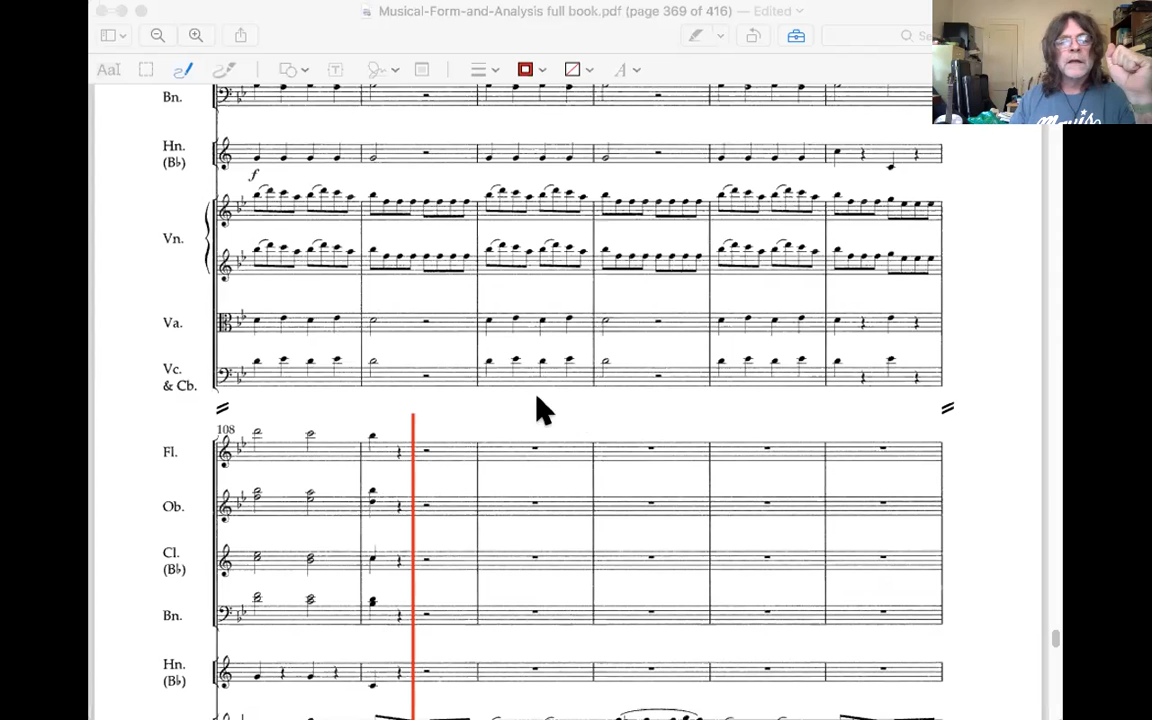 Musical-Form-and-Analysis full book.pdf (page 369 of 416) — Edited
AaI
T
A
Bn.
Hn.
(B♭)
f
Vn.
Va.
Vc.
& Cb.
108
Fl.
Ob.
Cl.
(B♭)
Bn.
Hn.
(B♭)